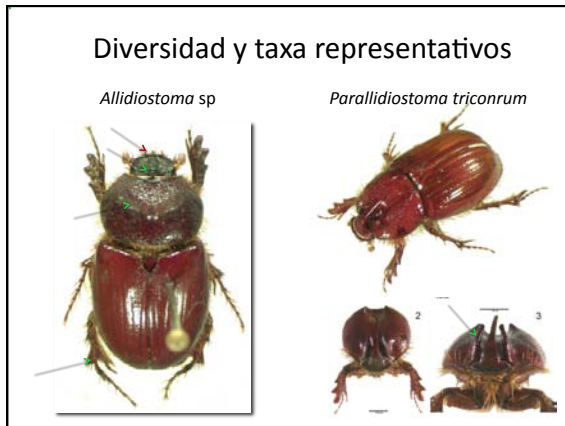 Diversidad y taxa representativos
Allidiostoma sp
Parallidiostoma triconrum
2
3